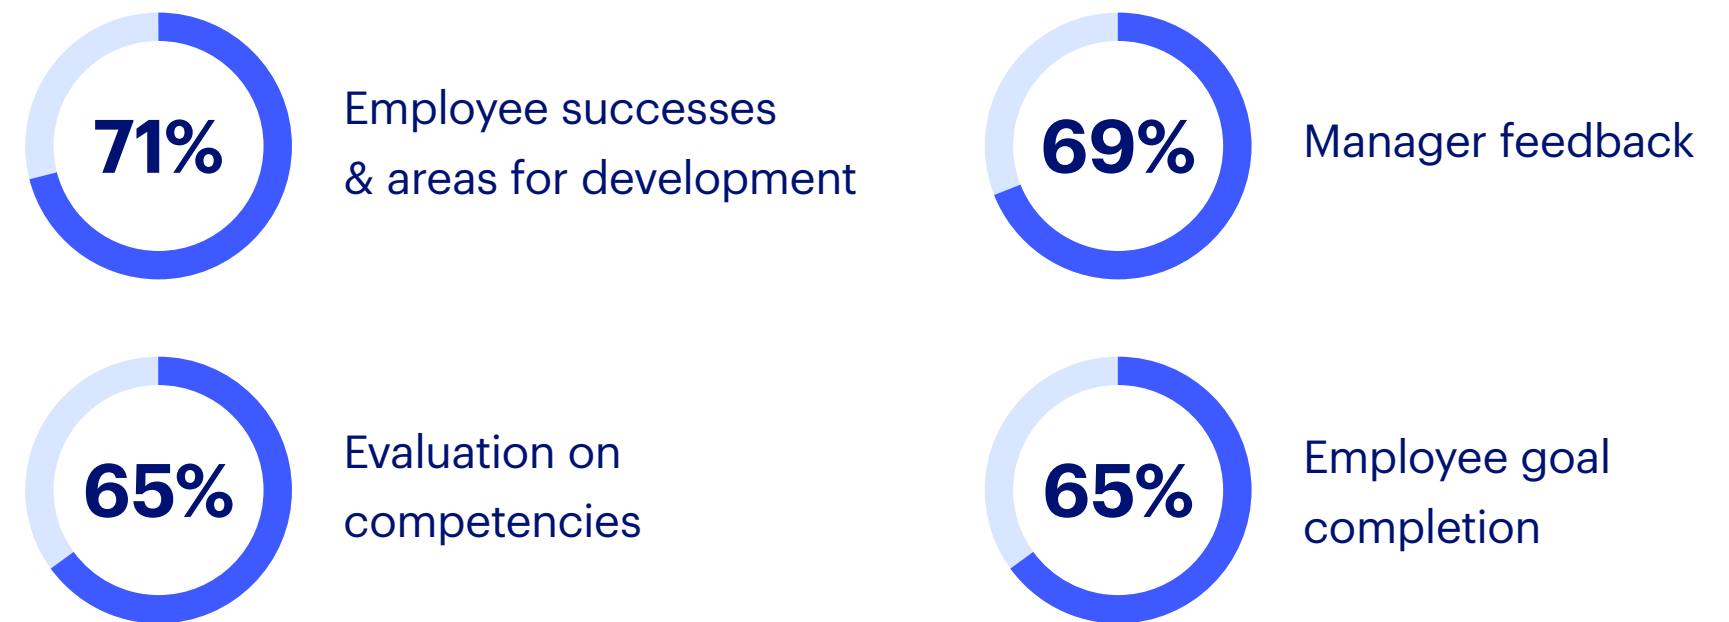 71%
Employee successes
& areas for development
69%
Manager feedback
65%
Evaluation on
competencies
65%
Employee goal
completion